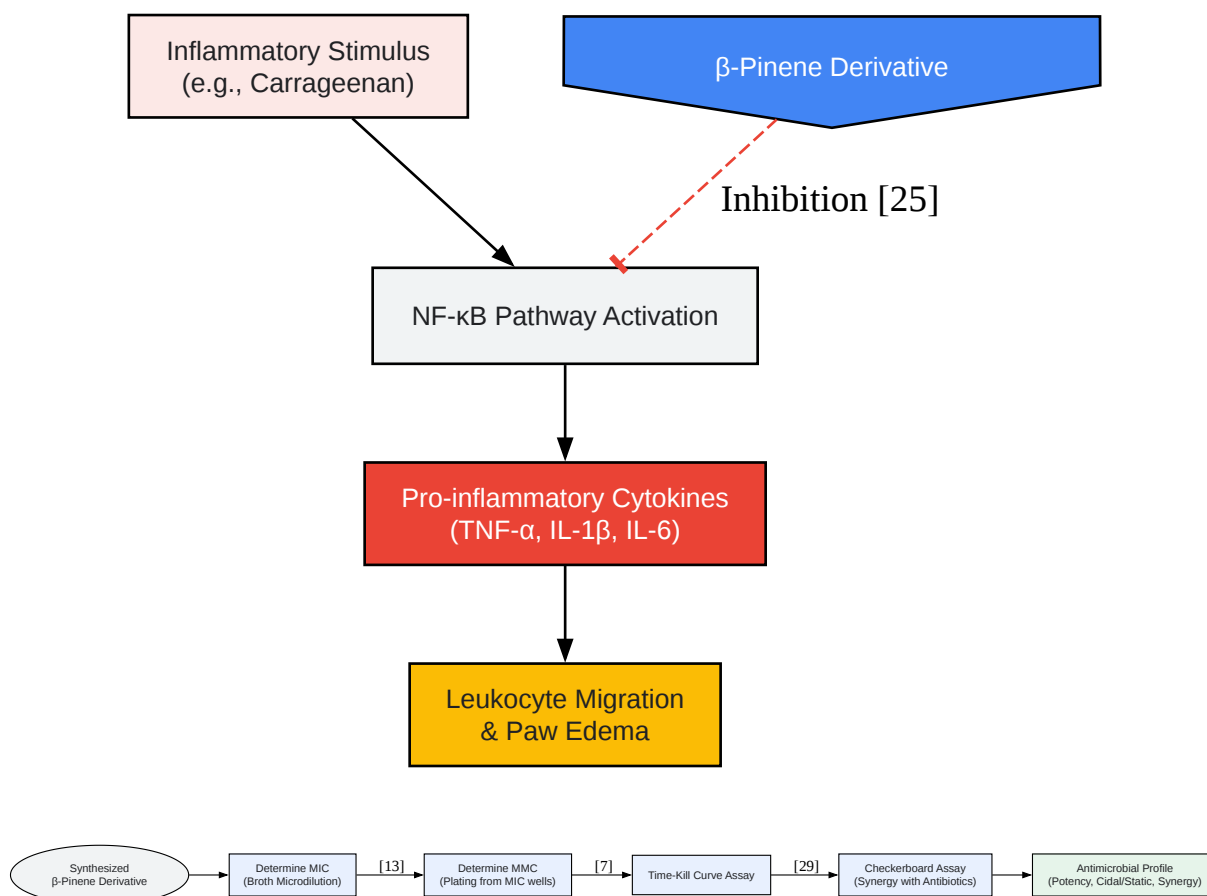 Inflammatory Stimulus
(e.g., Carrageenan)
β-Pinene Derivative
Inhibition [25]
NF-κB Pathway Activation
Pro-inflammatory Cytokines
(TNF-α, IL-1β, IL-6)
Leukocyte Migration
& Paw Edema
Synthesized
β-Pinene Derivative
Determine MIC
(Broth Microdilution)
[13]
Determine MMC
(Plating from MIC wells)
[7]
Time-Kill Curve Assay
[29]
Checkerboard Assay
(Synergy with Antibiotics)
Antimicrobial Profile
(Potency, Cidal/Static, Synergy)